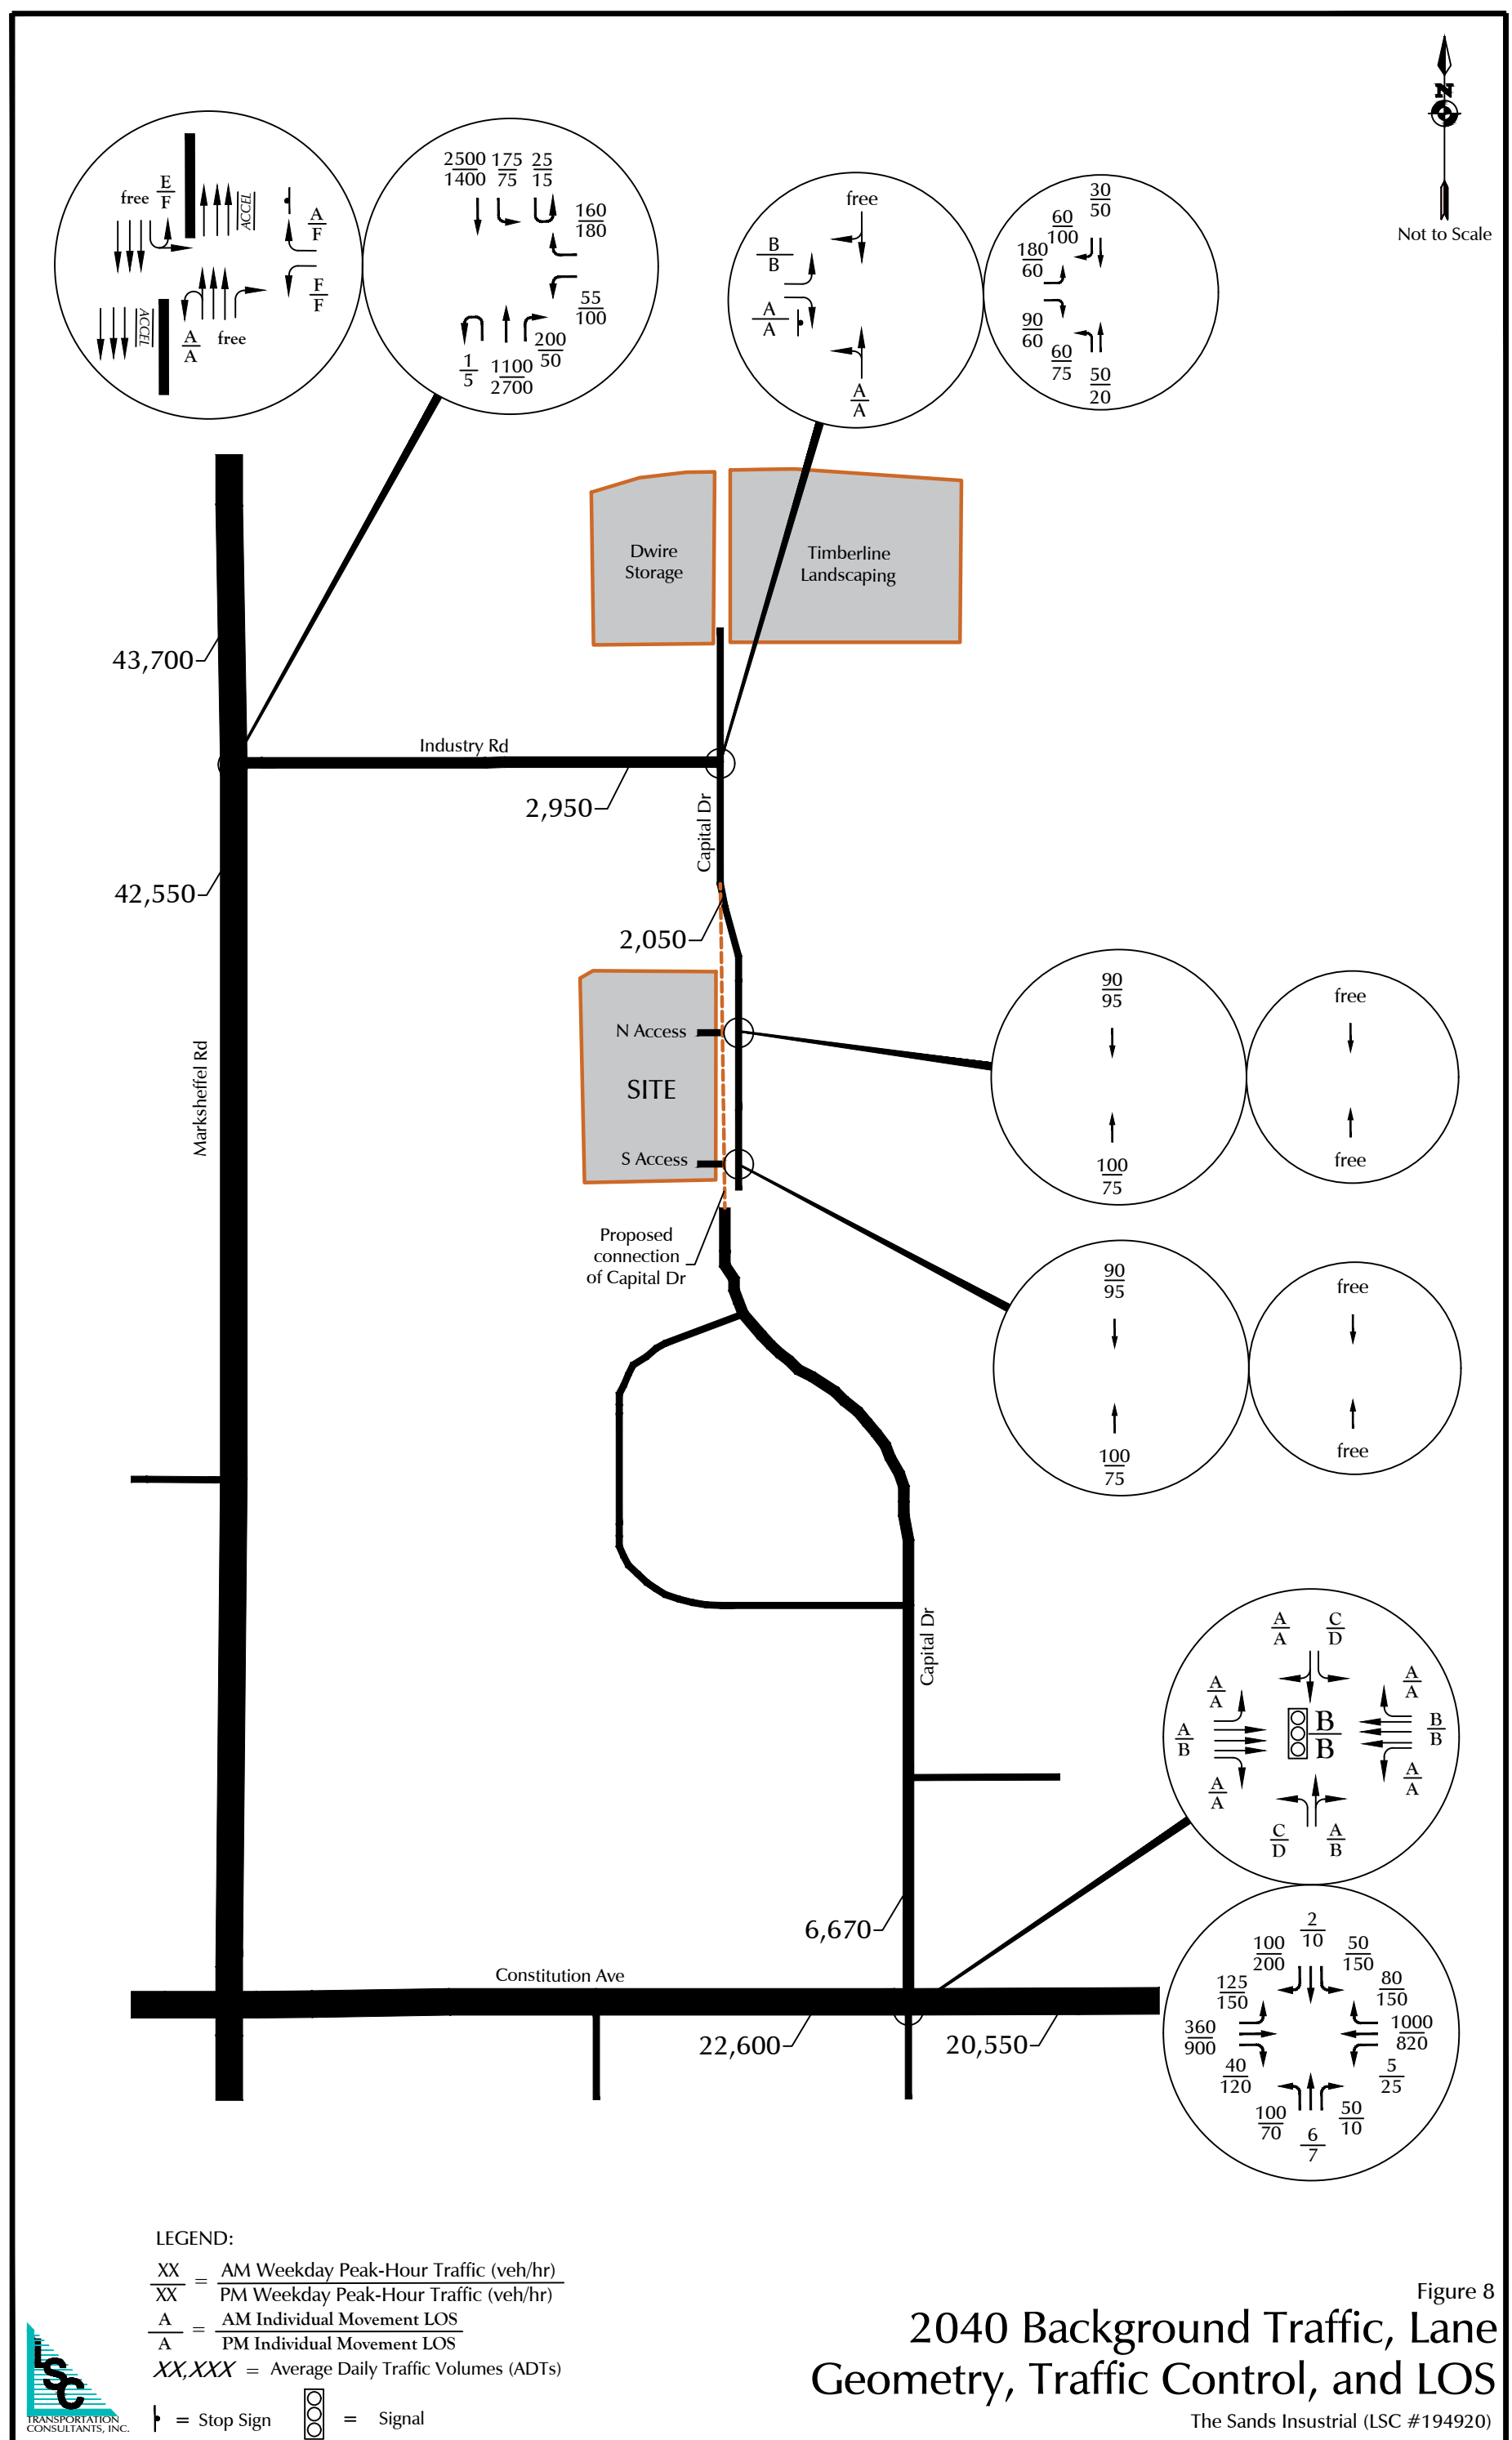 N
Not to Scale
free
E
F
ACCEL
A
F
F
F
ACCEL
A
A
free
2500
1400
175
75
25
15
160
180
55
100
1
5
1100
2700
200
50
free
B
B
A
A
A
A
30
50
60
100
180
60
90
60
60
75
50
20
Dwire
Storage
Timberline
Landscaping
43,700
Industry Rd
2,950
Capital Dr
42,550
2,050
Marksheffel Rd
N Access
SITE
S Access
90
95
100
75
free
free
Proposed
connection
of Capital Dr
90
95
100
75
free
free
Capital Dr
A
A
C
D
A
A
A
A
A
B
B
B
B
B
A
A
A
A
C
D
A
B
6,670
Constitution Ave
22,600
20,550
2
10
100
200
50
150
125
150
80
150
360
900
1000
820
40
120
5
25
100
70
50
10
6
7
LEGEND:
XX
XX
= AM Weekday Peak-Hour Traffic (veh/hr)
PM Weekday Peak-Hour Traffic (veh/hr)
A
A
= AM Individual Movement LOS
PM Individual Movement LOS
XX,XXX = Average Daily Traffic Volumes (ADTs)
= Stop Sign = Signal
LSC
TRANSPORTATION
CONSULTANTS, INC.
Figure 8
2040 Background Traffic, Lane
Geometry, Traffic Control, and LOS
The Sands Insustrial (LSC #194920)